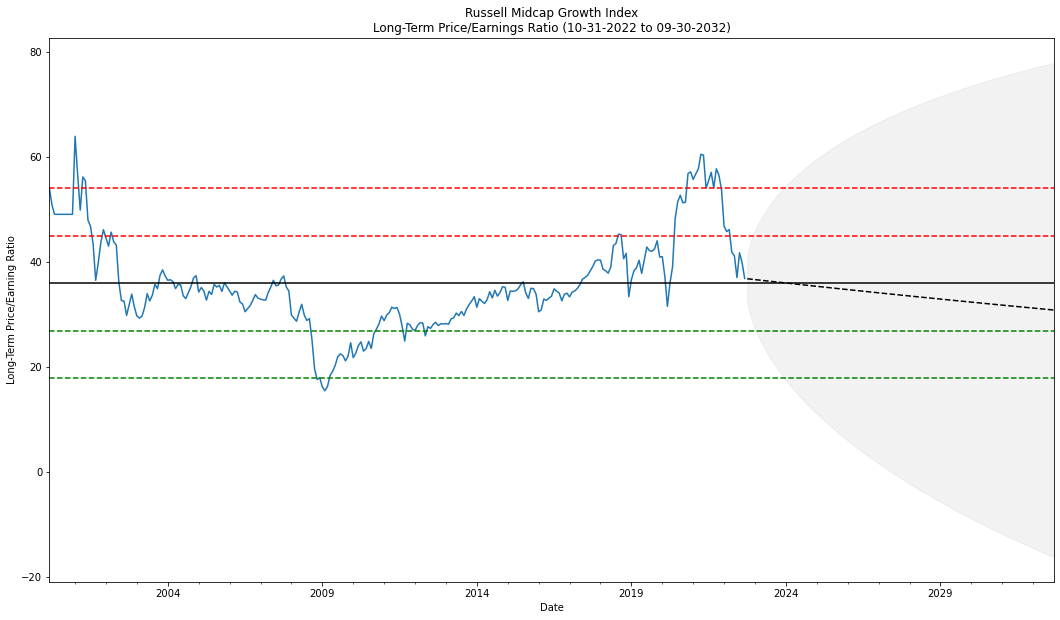 Russell Midcap Growth Index
Long-Term Price/Earnings Ratio (10-31-2022 to 09-30-2032)
80
60
40
20
0
−20
Long-Term Price/Earning Ratio
2004 2009 2014 2019 2024 2029
Date